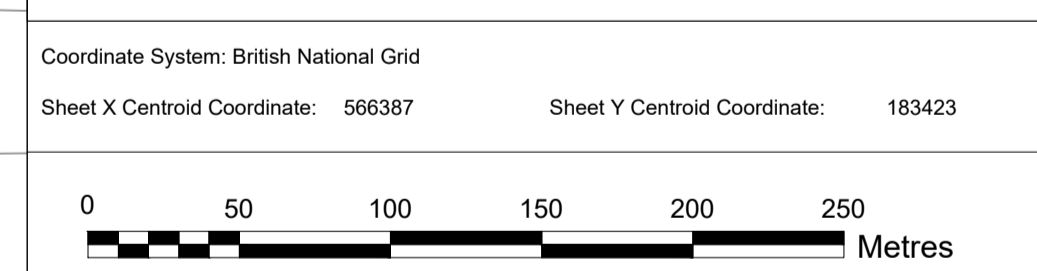 Coordinate System: British National Grid
Sheet X Centroid Coordinate: 566387 Sheet Y Centroid Coordinate: 183423
0 50 100 150 200 250
Metres